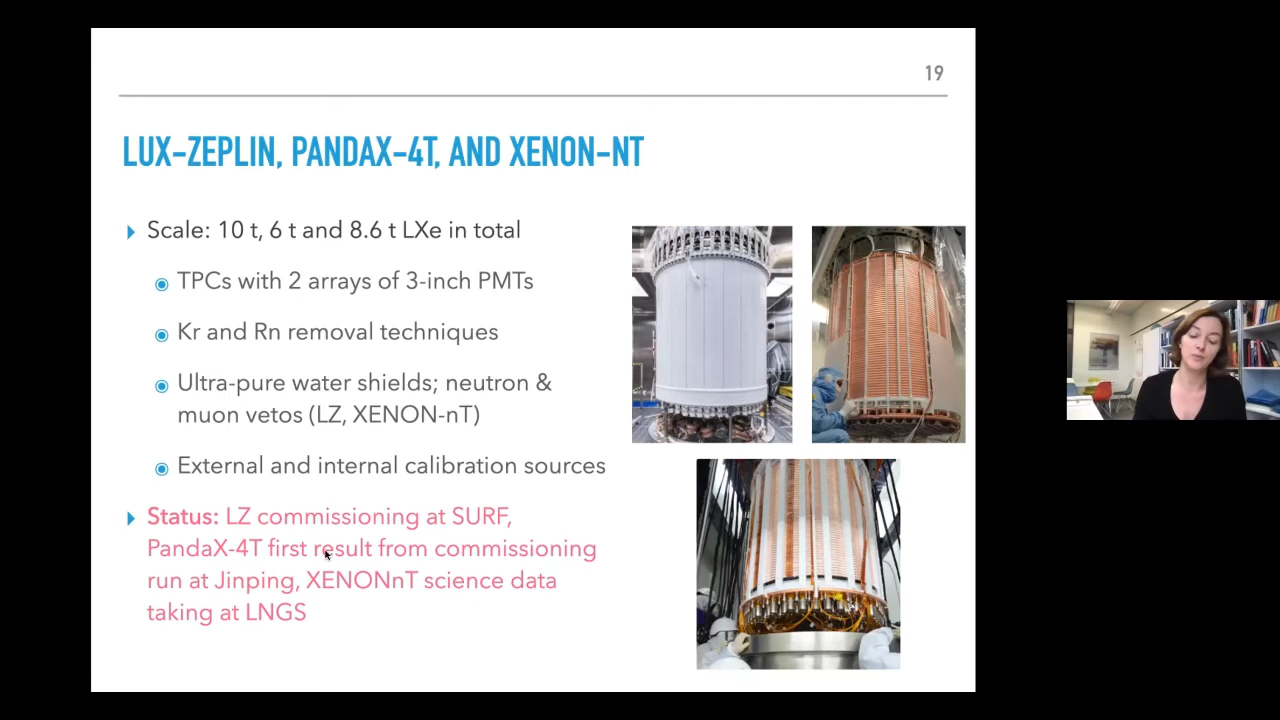 19
LUX-ZEPLIN, PANDAX-4T, AND XENON-NT
Scale: 10 t, 6 t and 8.6 t LXe in total
TPCs with 2 arrays of 3-inch PMTs
Kr and Rn removal techniques
Ultra-pure water shields; neutron &
muon vetos (LZ, XENON-nT)
External and internal calibration sources
Status: LZ commissioning at SURF,
PandaX-4T first result from commissioning
run at Jinping, XENONnT science data
taking at LNGS